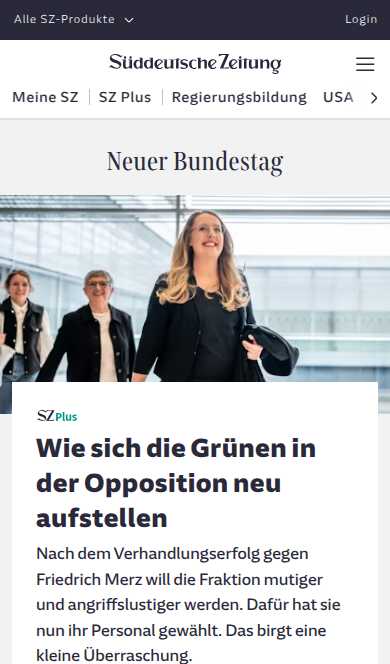 Alle SZ-Produkte Login
Süddeutsche Zeitung
Meine SZ SZ Plus Regierungsbildung USA
Neuer Bundestag
SZ Plus
Wie sich die Grünen in
der Opposition neu
aufstellen
Nach dem Verhandlungserfolg gegen
Friedrich Merz will die Fraktion mutiger
und angriffslustiger werden. Dafür hat sie
nun ihr Personal gewählt. Das birgt eine
kleine Überraschung.